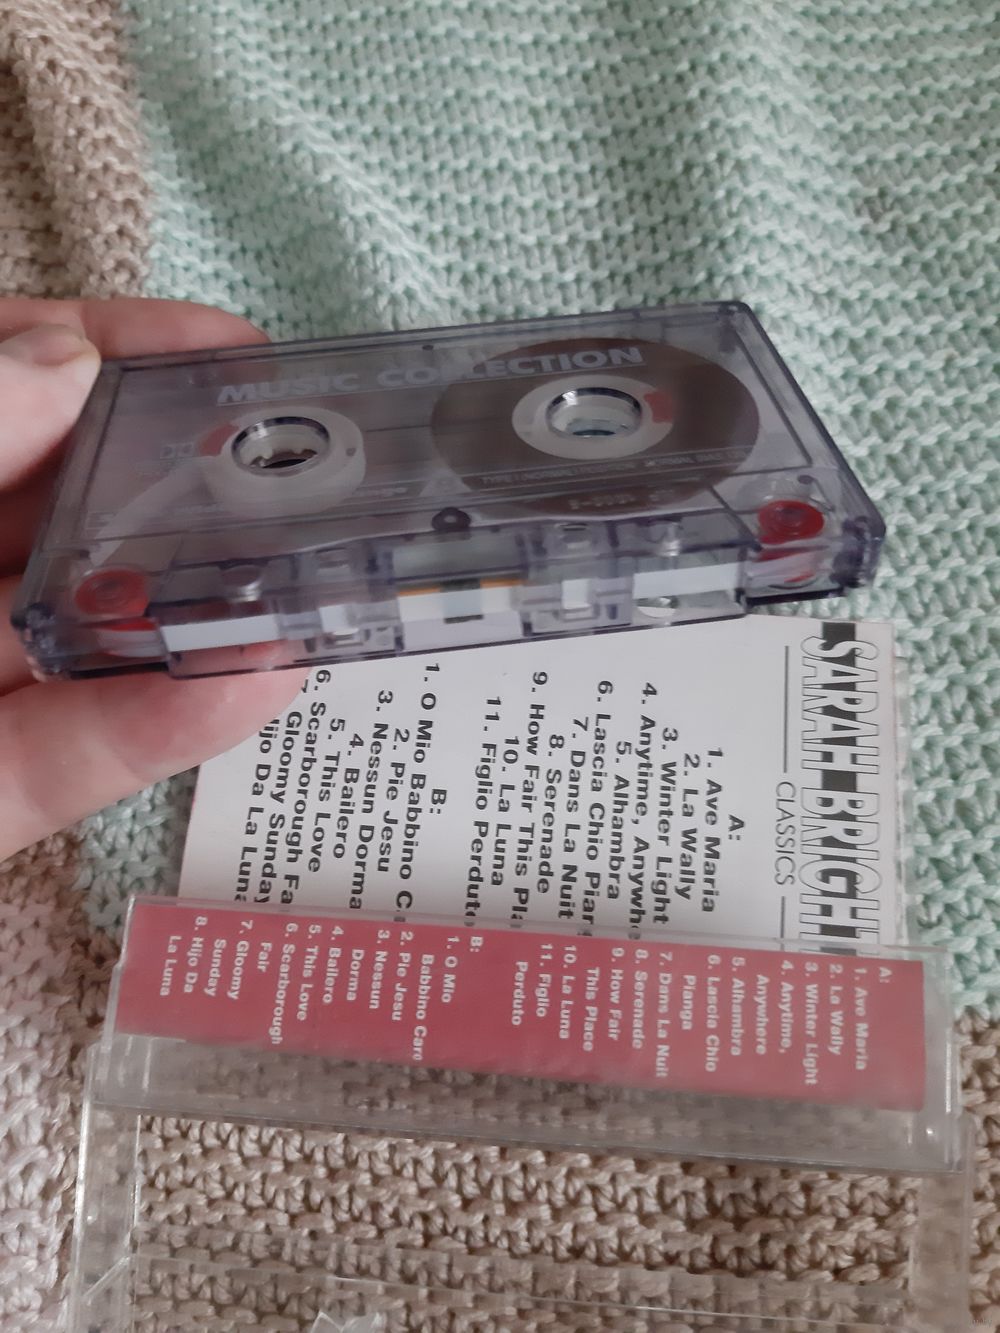 MUSIC COLLECTION
SARAH BRIGHT
CLASSICS
A:
1. Ave Maria
2. La Wally
3. Winter Light
4. Anytime, Anywhe
5. Alhambra
6. Lascia Chio Pian
7. Dans La Nuit
8. Serenade
9. How Fair This Pla
10. La Luna
11. Figlio Perduto
B:
1. O Mio Babbino C
2. Pie Jesu
3. Nessun Dorma
4. Bailero
5. This Love
6. Scarborough Fa
Gloomy Sunday
ijo Da La Luna
A:
1. Ave Maria
2. La Wally
3. Winter Light
4. Anytime,
Anywhere
5. Alhambra
6. Lascia Chio
Pianga
7. Dans La Nuit
8. Serenade
9. How Fair
This Place
10. La Luna
11. Figlio
Perduto
B:
1. O Mio
Babbino Caro
2. Pie Jesu
3. Nessun
Dorma
4. Bailero
5. This Love
6. Scarborough
Fair
7. Gloomy
Sunday
8. Hijo Da
La Luna